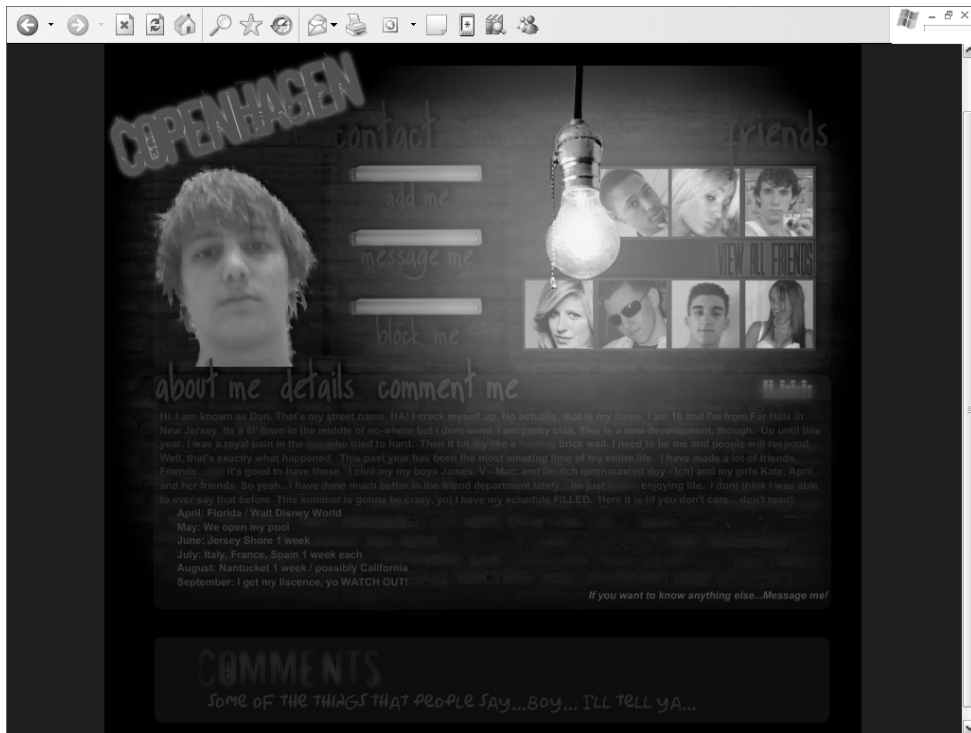 COPENHAGEN
contact
friends
add me
message me
block me
VIEW ALL FRIENDS
about me details comment me
Hi. I am known as Dan. That's my street name. HA! I crack myself up. No actually, that is my name. I am 16 and I'm from Far Hills in
New Jersey. Its a lil' town in the middle of no-where but I dont mind. I am pretty chill. This is a new development, though. Up until this
year, I was a royal pain in the who tried to hard. Then it hit my like a brick wall. I need to be me and people will respond.
Well, that's exactly what happened. This past year has been the most amazing time of my entire life. I have made a lot of friends.
Friends... it's good to have those. I chill my my boys James, V - Mac, and Deutch (pronounced doy - tch) and my girls Kate, April
and her friends. So yeah...I have done much better in the friend department lately. Im just enjoying life. I dont think I was able
to ever say that before. This summer is gonna be crazy, yo! I have my schedule FILLED. Here it is (if you don't care... don't read):
April: Florida / Walt Disney World
May: We open my pool
June: Jersey Shore 1 week
July: Italy, France, Spain 1 week each
August: Nantucket 1 week / possibly California
September: I get my liscence, yo WATCH OUT!
If you want to know anything else...Message me!
COMMENTS
SOME OF THE THINGS THAT PEOPLE SAY...BOY... I'LL TELL YA...